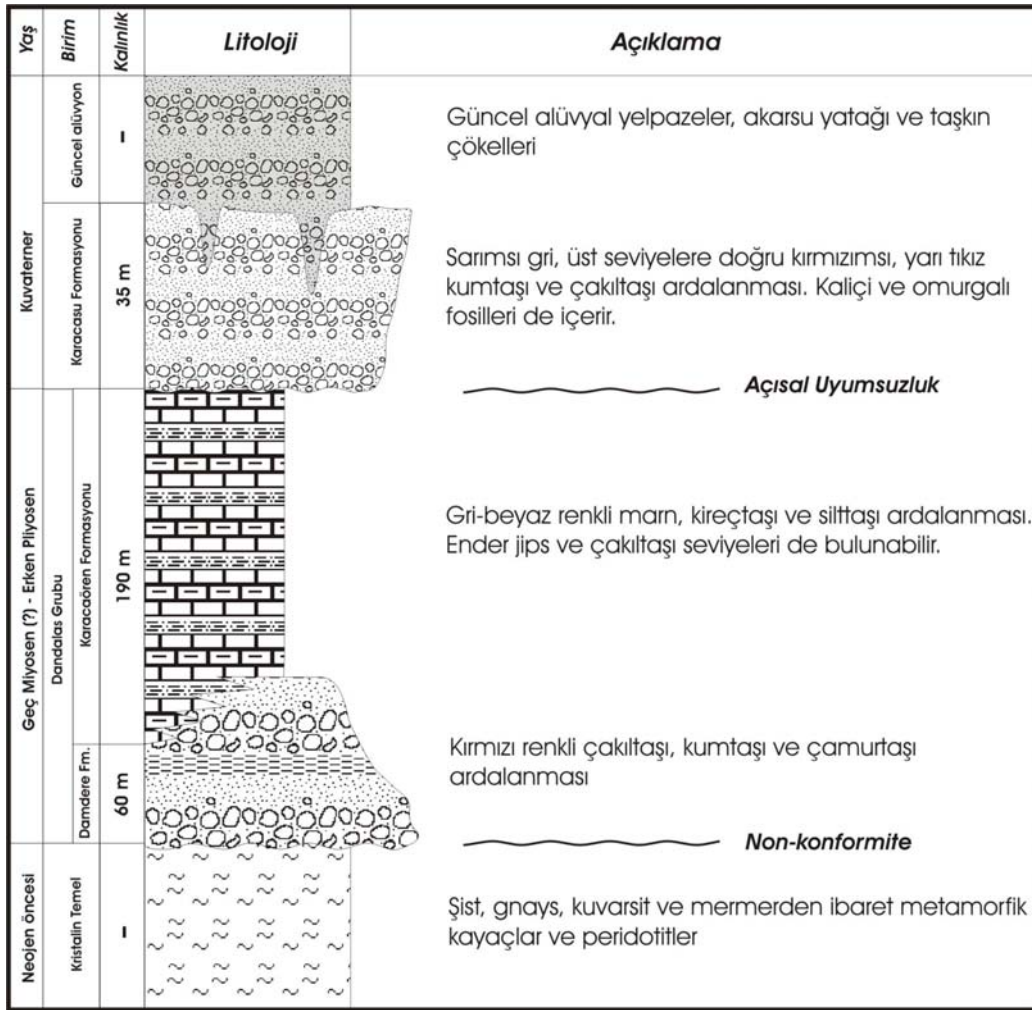 Yaş
Birim
Kalınlık
Litoloji
Açıklama
Kuvaterner
Güncel alüvyon
–
Güncel alüvyal yelpazeler, akarsu yatağı ve taşkın
çökelleri
Karacasu Formasyonu
35 m
Sarımsı gri, üst seviyelere doğru kırmızımsı, yarı tıkız
kumtaşı ve çakıltaşı ardalanması. Kaliçi ve omurgalı
fosilleri de içerir.
Açısal Uyumsuzluk
Geç Miyosen (?) - Erken Pliyosen
Dandalas Grubu
Karacaören Formasyonu
190 m
Gri-beyaz renkli marn, kireçtaşı ve silttaşı ardalanması.
Ender jips ve çakıltaşı seviyeleri de bulunabilir.
Damdere Fm.
60 m
Kırmızı renkli çakıltaşı, kumtaşı ve çamurtaşı
ardalanması
Non-konformite
Neojen öncesi
Kristalin Temel
–
Şist, gnays, kuvarsit ve mermerden ibaret metamorfik
kayaçlar ve peridotitler